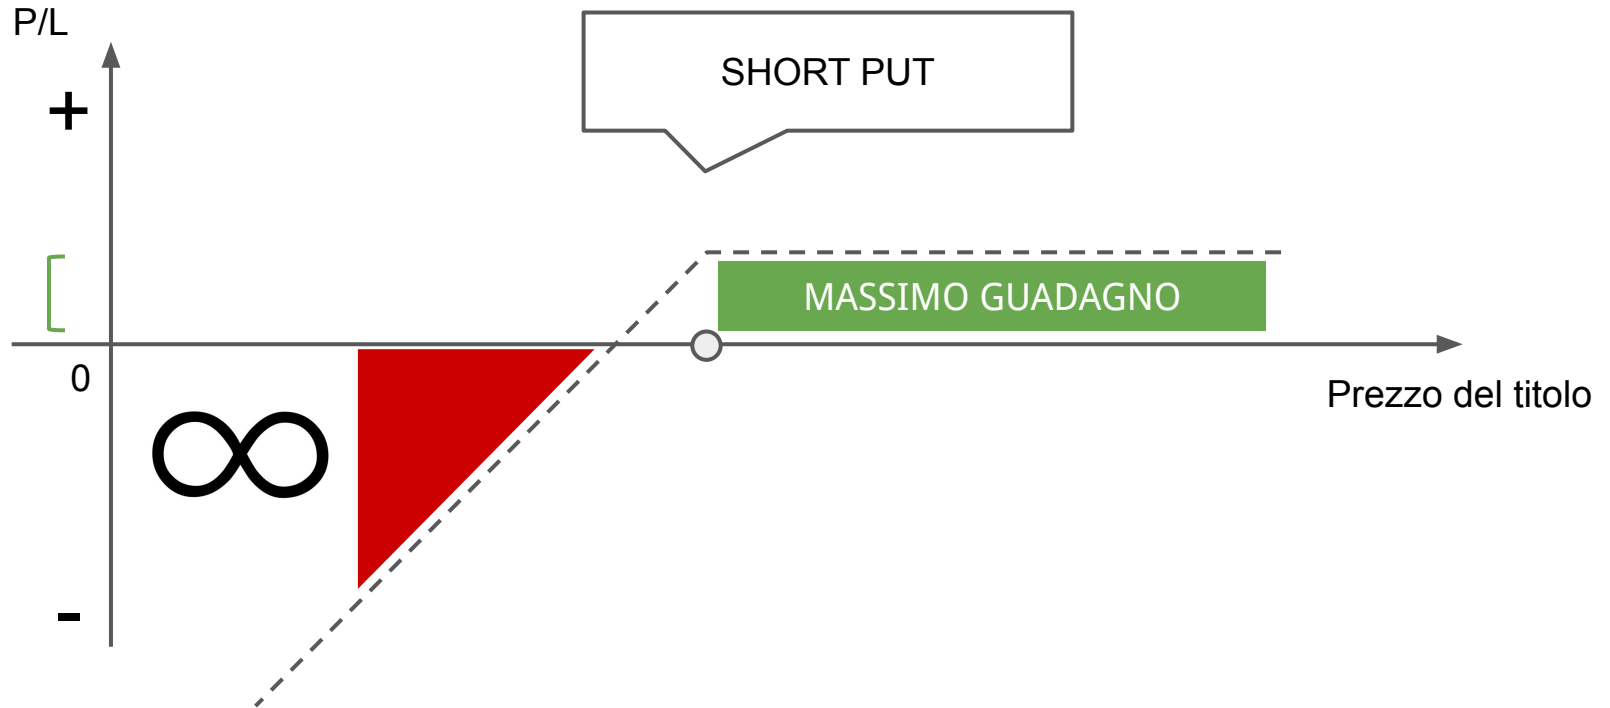 P/L
SHORT PUT
+
MASSIMO GUADAGNO
0
Prezzo del titolo
∞
-